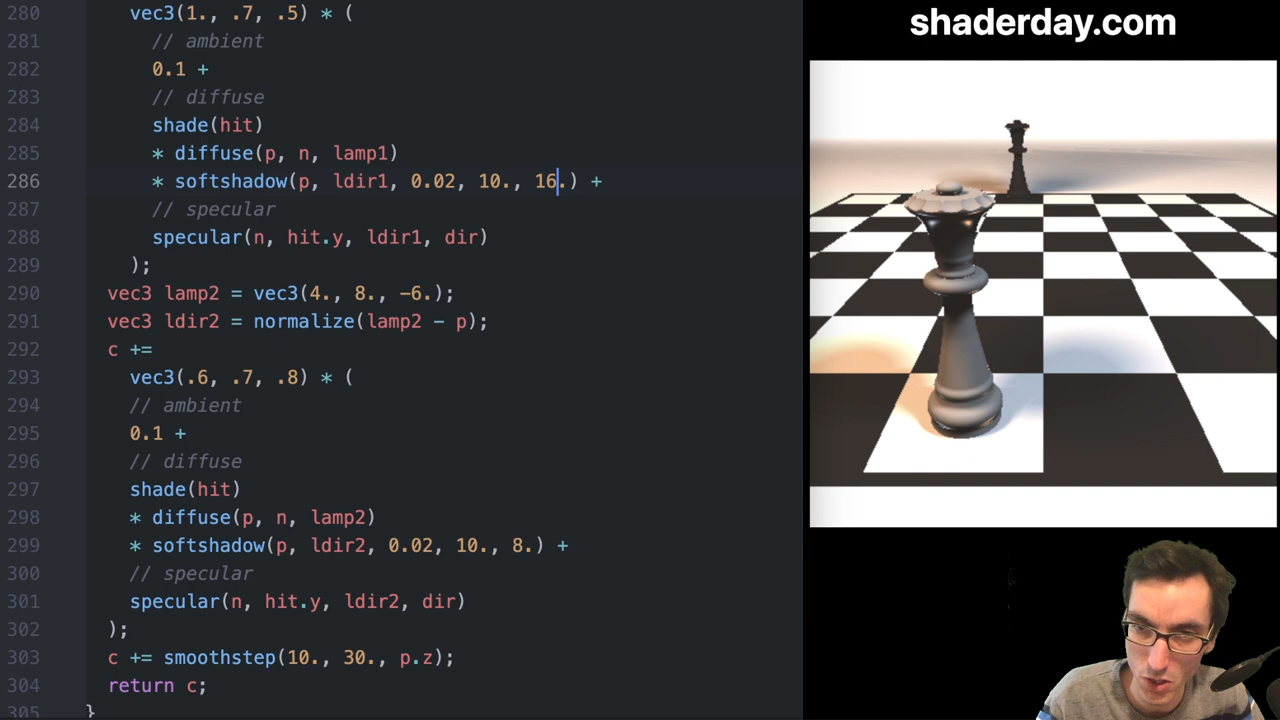 280 vec3(1., .7, .5) * (
281 // ambient
282 0.1 +
283 // diffuse
284 shade(hit)
285 * diffuse(p, n, lamp1)
286 * softshadow(p, ldir1, 0.02, 10., 16.) +
287 // specular
288 specular(n, hit.y, ldir1, dir)
289 );
290 vec3 lamp2 = vec3(4., 8., -6.);
291 vec3 ldir2 = normalize(lamp2 - p);
292 c +=
293 vec3(.6, .7, .8) * (
294 // ambient
295 0.1 +
296 // diffuse
297 shade(hit)
298 * diffuse(p, n, lamp2)
299 * softshadow(p, ldir2, 0.02, 10., 8.) +
300 // specular
301 specular(n, hit.y, ldir2, dir)
302 );
303 c += smoothstep(10., 30., p.z);
304 return c;
305 }
shaderday.com